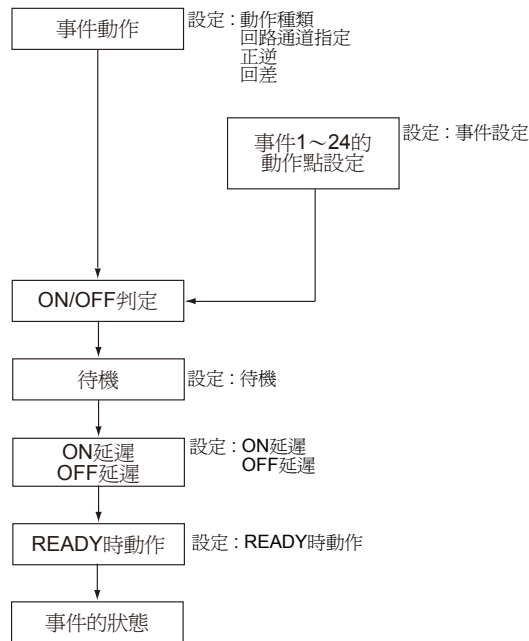 事件動作
設定：動作種類
回路通道指定
正逆
回差
事件1～24的
動作點設定
設定：事件設定
ON/OFF判定
待機
設定：待機
ON延遲
OFF延遲
設定：ON延遲
OFF延遲
READY時動作
設定：READY時動作
事件的狀態